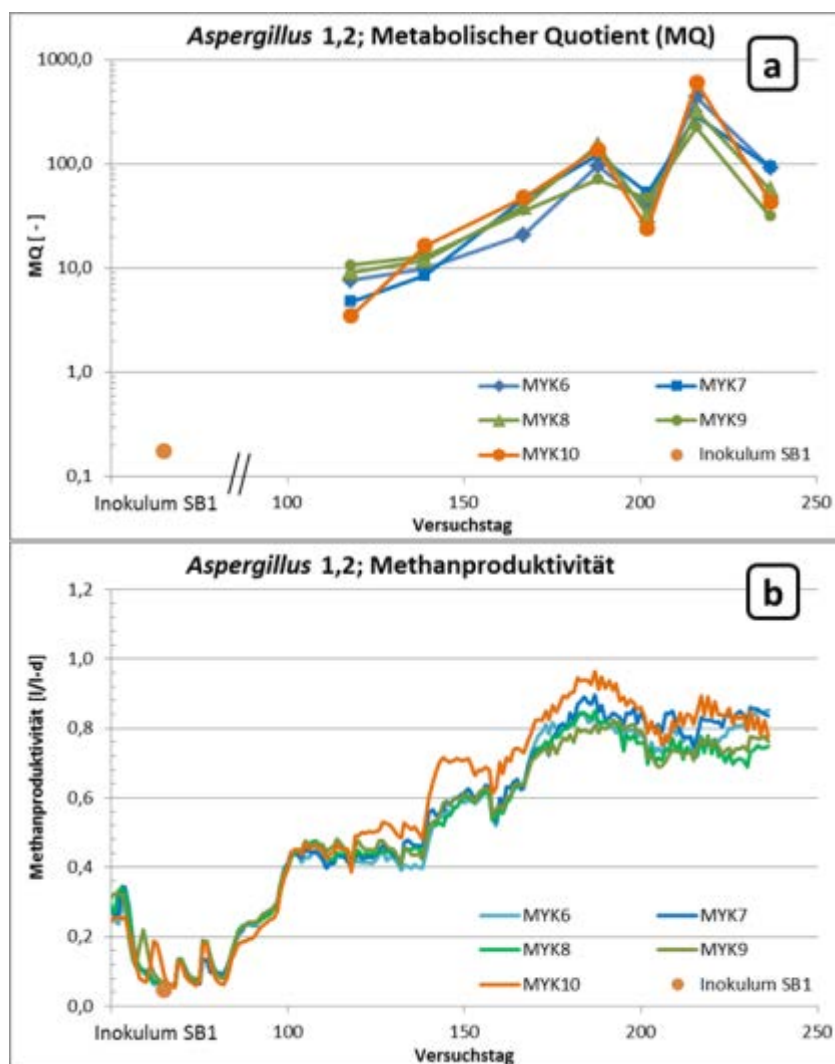 Aspergillus 1,2; Metabolischer Quotient (MQ)
a
1000,0
100,0
10,0
1,0
0,1
MQ [ - ]
MYK6
MYK7
MYK8
MYK9
MYK10
Inokulum SB1
Inokulum SB1
100
150
200
250
Versuchstag
Aspergillus 1,2; Methanproduktivität
b
1,2
1,0
0,8
0,6
0,4
0,2
0,0
Methanproduktivität [l/l·d]
MYK6
MYK7
MYK8
MYK9
MYK10
Inokulum SB1
Inokulum SB1
100
150
200
250
Versuchstag